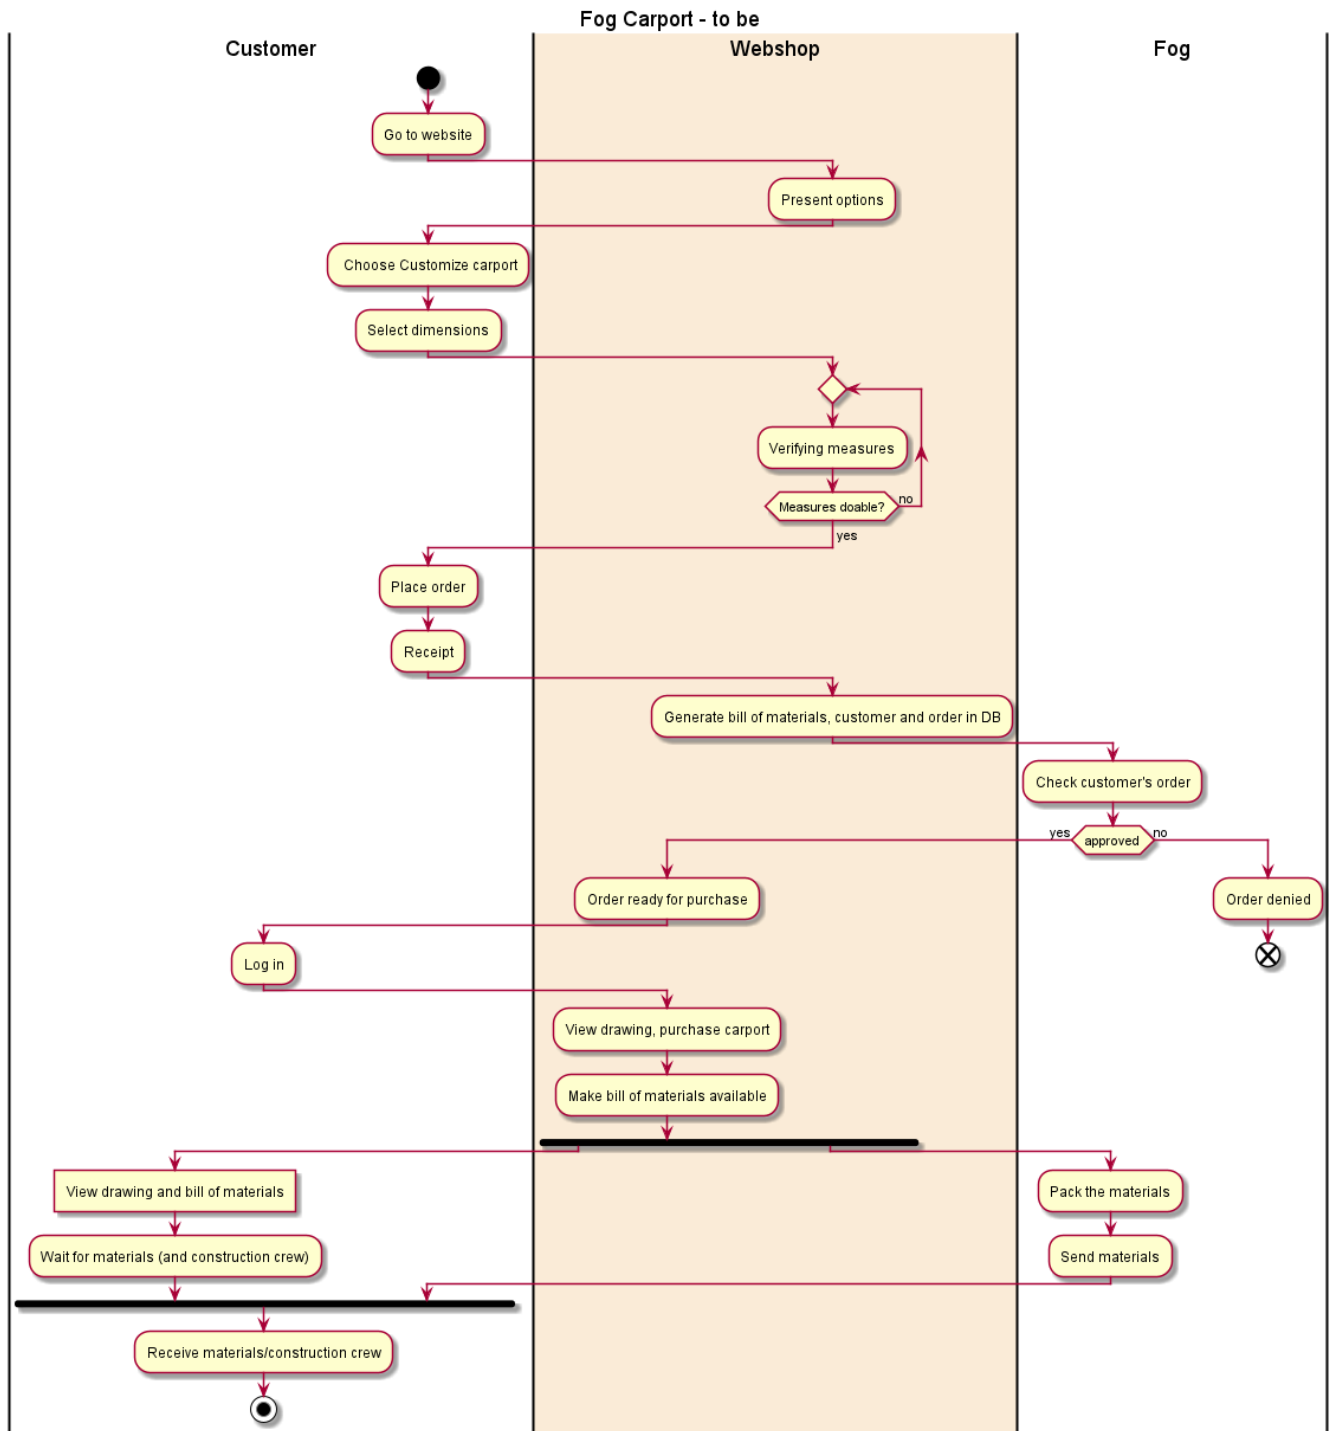 Fog Carport - to be
Customer
Webshop
Fog
Go to website
Present options
Choose Customize carport
Select dimensions
Verifying measures
Measures doable?
no
yes
Place order
Receipt
Generate bill of materials, customer and order in DB
Check customer's order
yes
approved
no
Order ready for purchase
Order denied
Log in
View drawing, purchase carport
Make bill of materials available
View drawing and bill of materials
Pack the materials
Wait for materials (and construction crew)
Send materials
Receive materials/construction crew